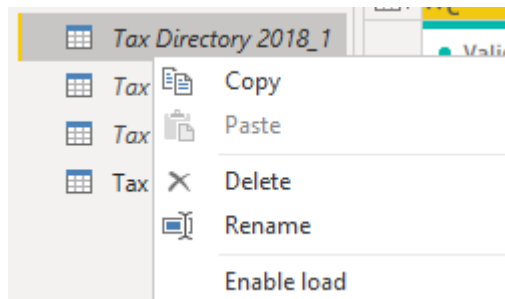 Tax Directory 2018_1
Tax
Copy
Tax
Paste
Tax
Delete
Rename
Enable load